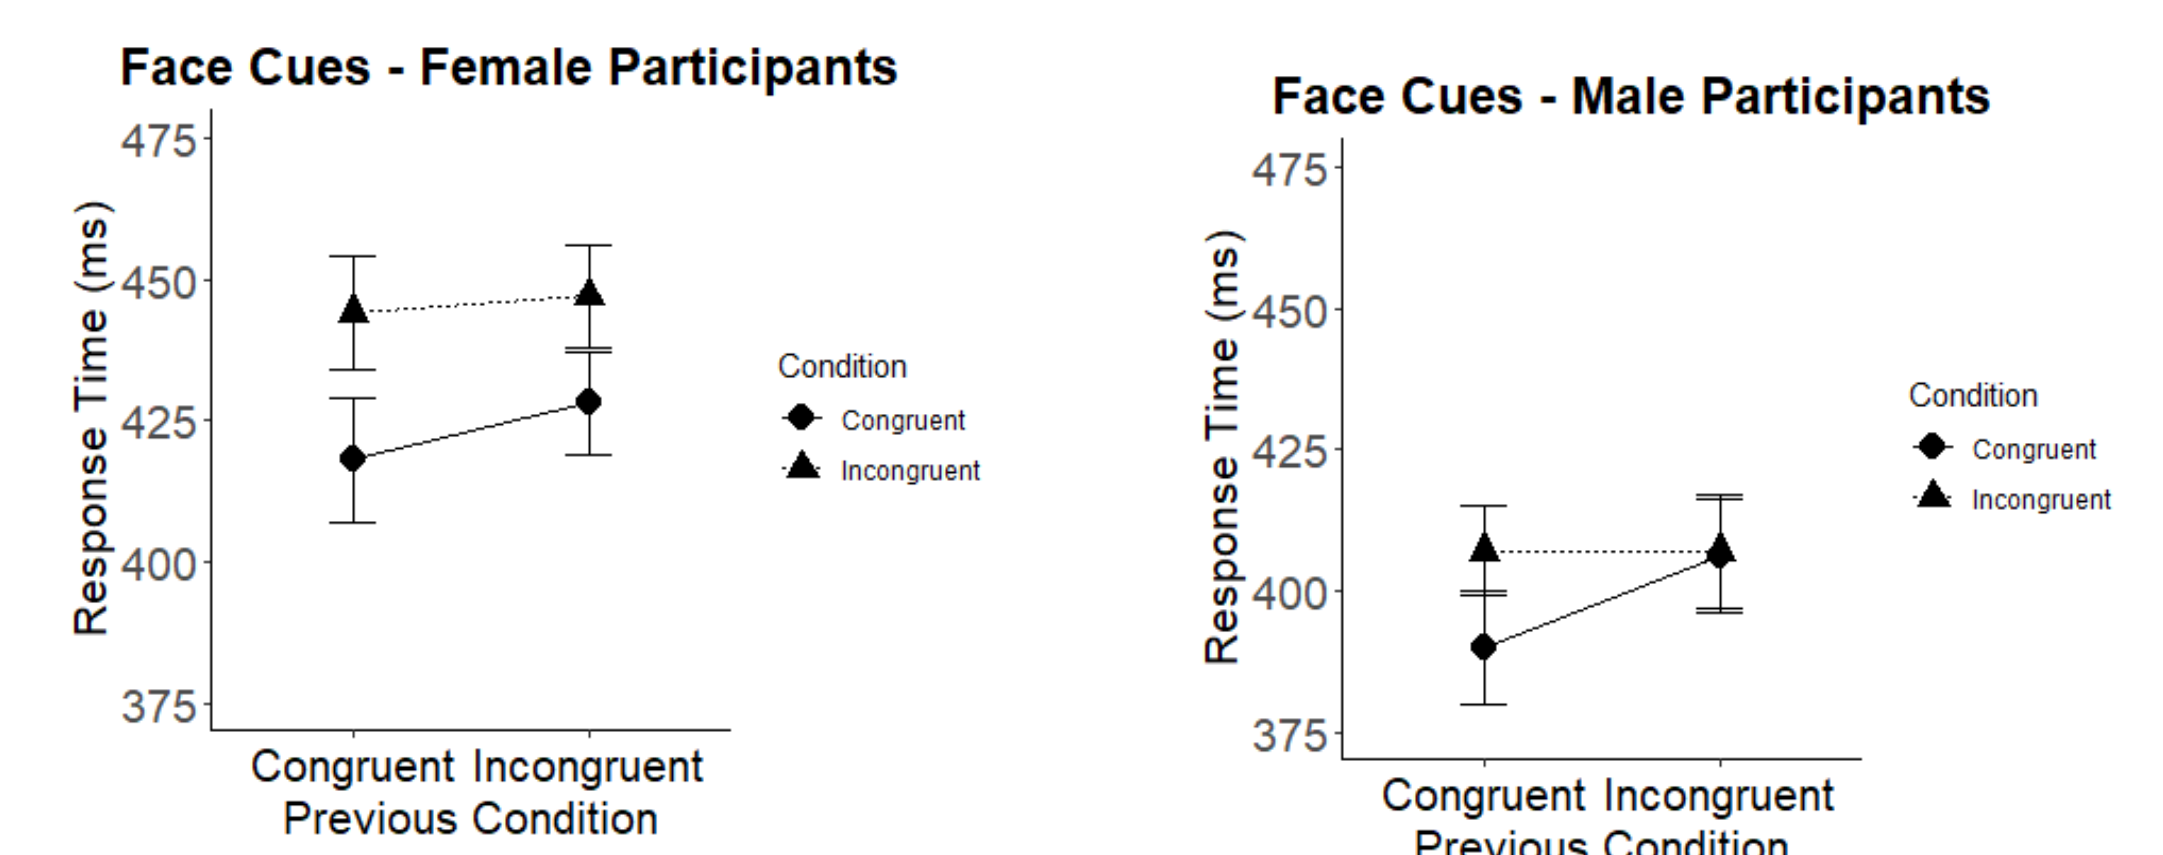 Face Cues - Female Participants
475
450
425
400
375
Response Time (ms)
Congruent Incongruent
Previous Condition
Condition
Congruent
Incongruent
Face Cues - Male Participants
475
450
425
400
375
Response Time (ms)
Congruent Incongruent
Previous Condition
Condition
Congruent
Incongruent